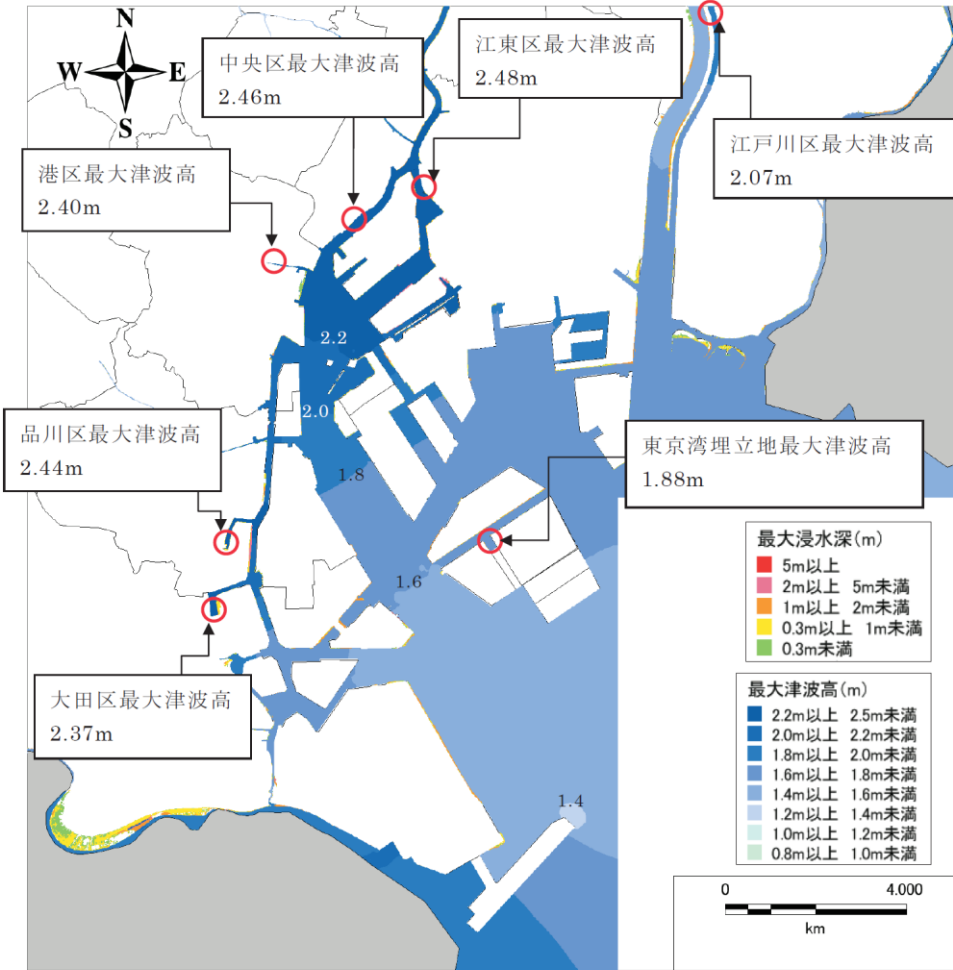 N
W
E
S
中央区最大津波高
2.46m
江東区最大津波高
2.48m
江戸川区最大津波高
2.07m
港区最大津波高
2.40m
2.2
2.0
品川区最大津波高
2.44m
1.8
東京湾埋立地最大津波高
1.88m
1.6
大田区最大津波高
2.37m
1.4
最大浸水深(m)
5m以上
2m以上 5m未満
1m以上 2m未満
0.3m以上 1m未満
0.3m未満
最大津波高(m)
2.2m以上 2.5m未満
2.0m以上 2.2m未満
1.8m以上 2.0m未満
1.6m以上 1.8m未満
1.4m以上 1.6m未満
1.2m以上 1.4m未満
1.0m以上 1.2m未満
0.8m以上 1.0m未満
0 4.000
km